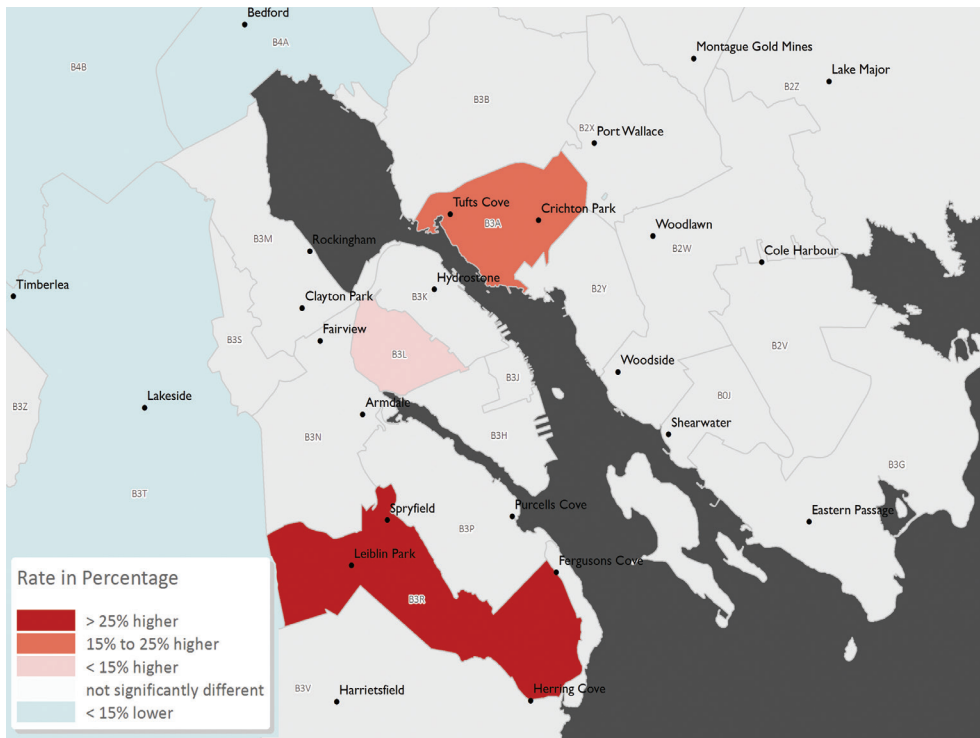 Bedford
B4A
B4B
Montague Gold Mines
Lake Major
B2Z
B3B
B2X
Port Wallace
Tufts Cove
Crichton Park
B3A
Woodlawn
B2W
B3M
Rockingham
Cole Harbour
Timberlea
Hydrostone
B3K
B2Y
Clayton Park
Fairview
B3S
B2V
B3L
Woodside
B3J
B3Z
Lakeside
Armdale
B0J
Shearwater
B3N
B3H
B3G
B3T
Spryfield
Purcells Cove
B3P
Eastern Passage
Leiblin Park
Fergusons Cove
B3R
B3V
Harrietsfield
Herring Cove
Rate in Percentage
> 25% higher
15% to 25% higher
< 15% higher
not significantly different
< 15% lower